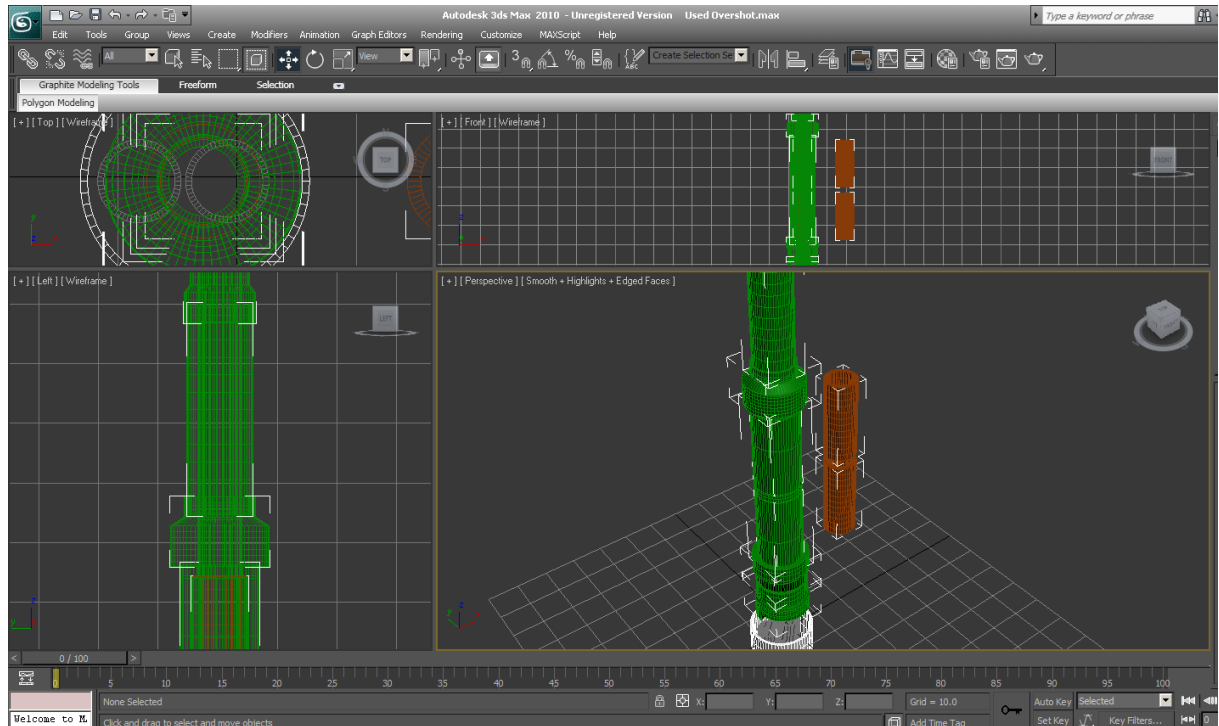 Autodesk 3ds Max 2010 - Unregistered Version Used Overshot.max
Type a keyword or phrase
Edit Tools Group Views Create Modifiers Animation Graph Editors Rendering Customize MAXScript Help
All View 3 Create Selection Se
Graphite Modeling Tools Freeform Selection
Polygon Modeling
[ + ] [ Top ] [ Wireframe ]
TOP
[ + ] [ Front ] [ Wireframe ]
FRONT
[ + ] [ Left ] [ Wireframe ]
LEFT
[ + ] [ Perspective ] [ Smooth + Highlights + Edged Faces ]
< 0 / 100 >
0 5 10 15 20 25 30 35 40 45 50 55 60 65 70 75 80 85 90 95 100
None Selected X: Y: Z: Grid = 10.0 Auto Key Selected
Welcome to M. Click and drag to select and move objects Add Time Tag Set Key Key Filters... 0